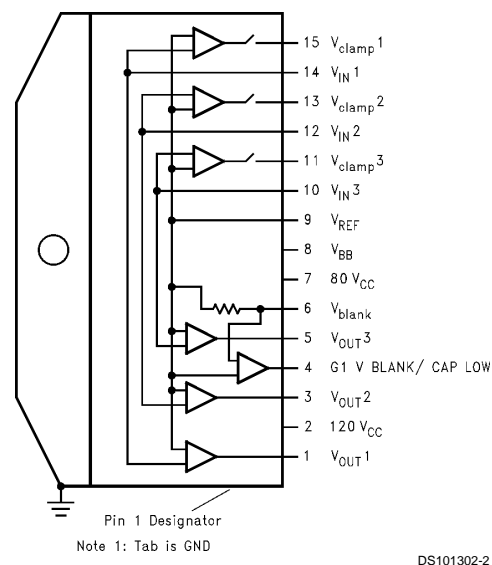 15 Vclamp1
14 VIN1
13 Vclamp2
12 VIN2
11 Vclamp3
10 VIN3
9 VREF
8 VBB
7 80 VCC
6 Vblank
5 VOUT3
4 G1 V BLANK/ CAP LOW
3 VOUT2
2 120 VCC
1 VOUT1
Pin 1 Designator
Note 1: Tab is GND
DS101302-2